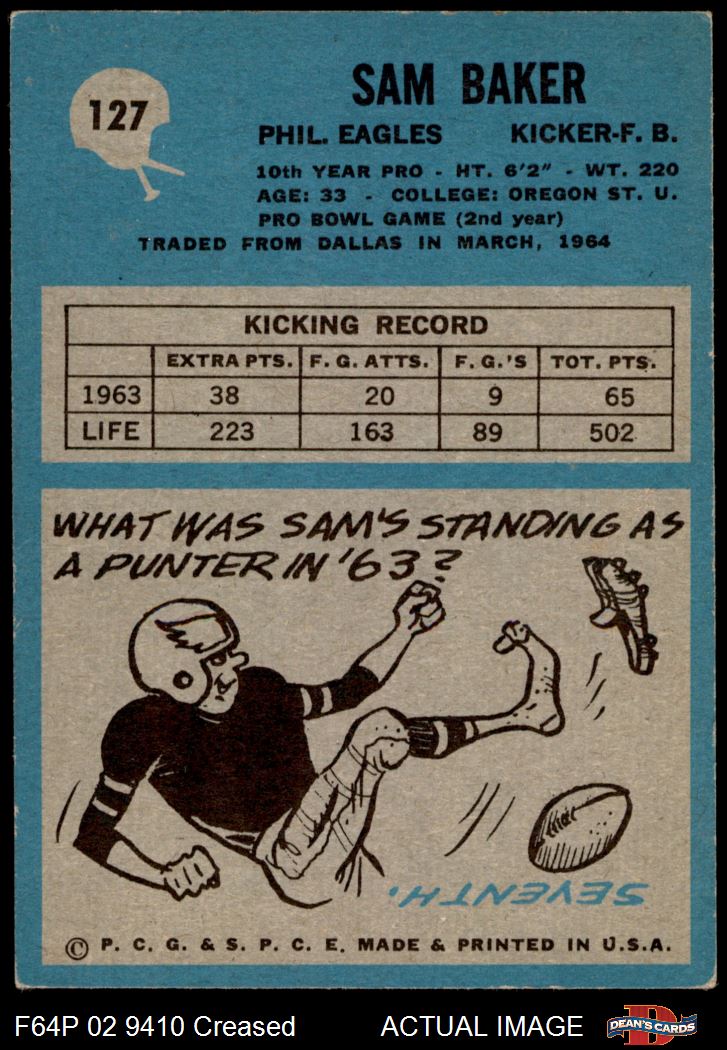 127
SAM BAKER
PHIL. EAGLES KICKER-F. B.
10th YEAR PRO - HT. 6'2" - WT. 220
AGE: 33 - COLLEGE: OREGON ST. U.
PRO BOWL GAME (2nd year)
TRADED FROM DALLAS IN MARCH, 1964
KICKING RECORD
EXTRA PTS. F. G. ATTS. F. G.'S TOT. PTS.
1963 38 20 9 65
LIFE 223 163 89 502
WHAT WAS SAM'S STANDING AS
A PUNTER IN '63?
SEVENTH.
© P. C. G. & S. P. C. E. MADE & PRINTED IN U.S.A.
F64P 02 9410 Creased ACTUAL IMAGE
D
DEAN'S CARDS